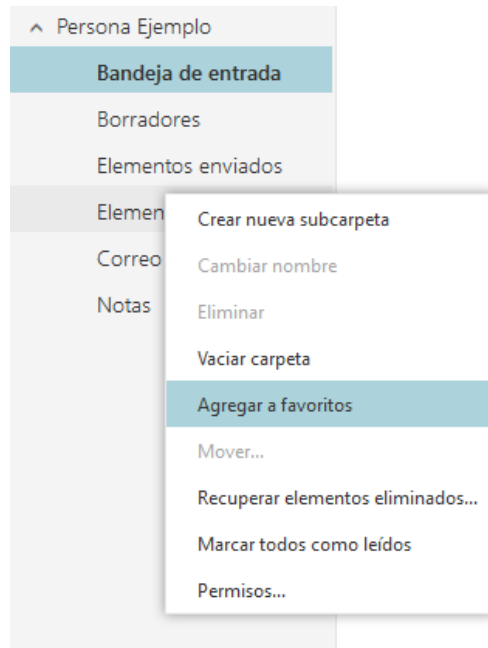 Persona Ejemplo
Bandeja de entrada
Borradores
Elementos enviados
Elemen
Correo
Notas
Crear nueva subcarpeta
Cambiar nombre
Eliminar
Vaciar carpeta
Agregar a favoritos
Mover...
Recuperar elementos eliminados...
Marcar todos como leídos
Permisos...